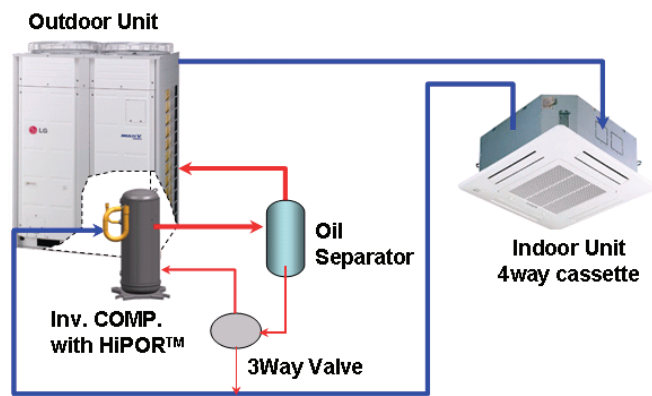 Outdoor Unit
LG
Oil
Separator
Indoor Unit
4way cassette
Inv. COMP.
with HiPOR™
3Way Valve